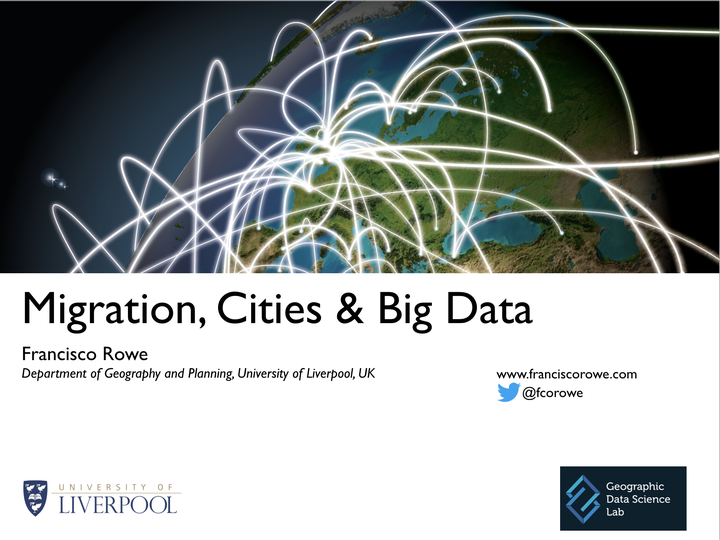 Migration, Cities & Big Data
Francisco Rowe
Department of Geography and Planning, University of Liverpool, UK
www.franciscorowe.com
@fcorowe
UNIVERSITY OF
LIVERPOOL
Geographic
Data Science
Lab